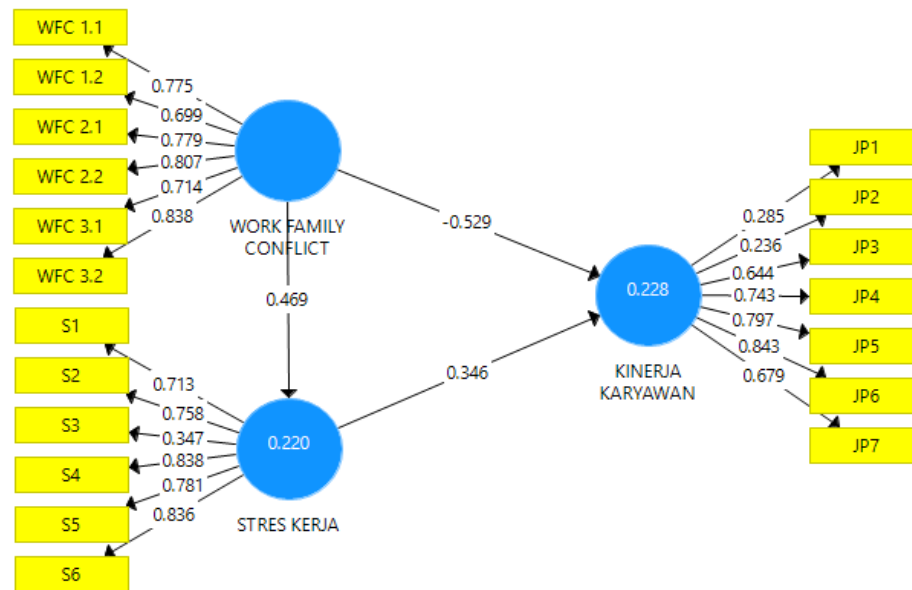 WFC 1.1
WFC 1.2
WFC 2.1
WFC 2.2
WFC 3.1
WFC 3.2
0.775
0.699
0.779
0.807
0.714
0.838
WORK FAMILY
CONFLICT
-0.529
0.469
S1
S2
S3
S4
S5
S6
0.713
0.758
0.347
0.838
0.781
0.836
0.220
STRES KERJA
0.346
0.228
KINERJA
KARYAWAN
0.285
0.236
0.644
0.743
0.797
0.843
0.679
JP1
JP2
JP3
JP4
JP5
JP6
JP7